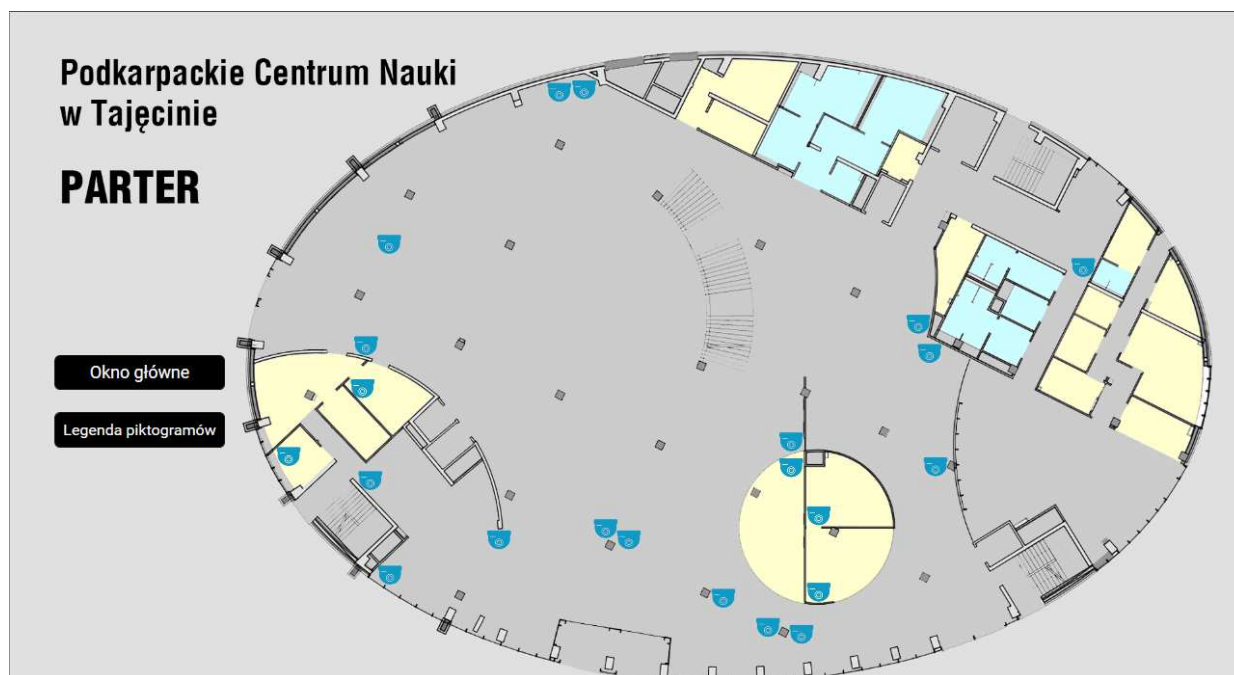 Podkarpackie Centrum Nauki
w Tajęcinie
PARTER
Okno główne
Legenda piktogramów